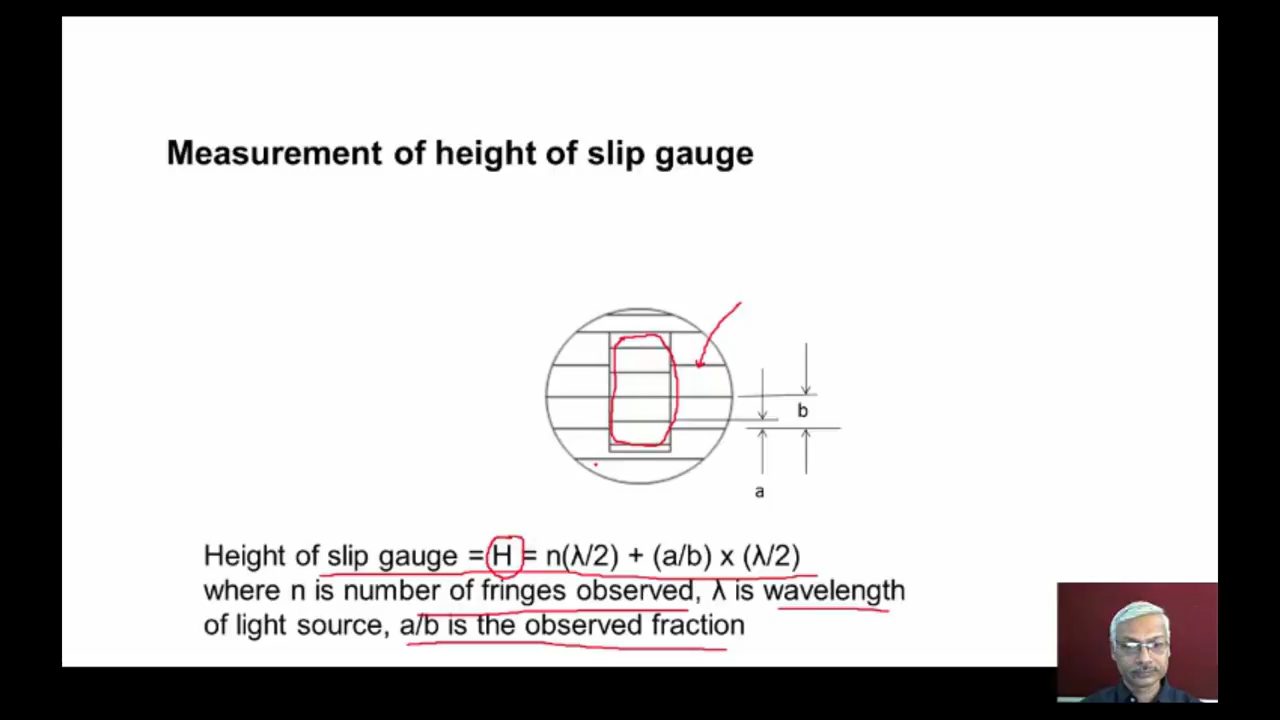 Measurement of height of slip gauge
b
a
Height of slip gauge = H = n(λ/2) + (a/b) x (λ/2)
where n is number of fringes observed, λ is wavelength
of light source, a/b is the observed fraction